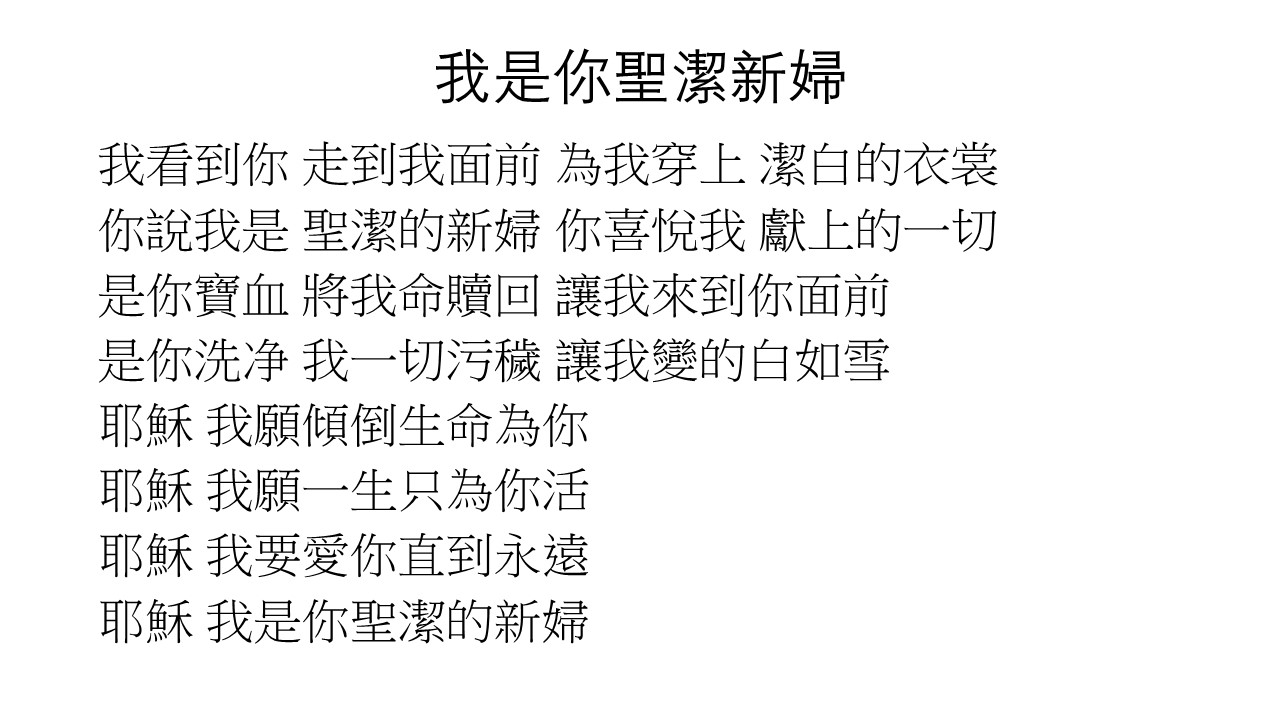 我是你聖潔新婦
我看到你 走到我面前 為我穿上 潔白的衣裳
你說我是 聖潔的新婦 你喜悅我 獻上的一切
是你寶血 將我命贖回 讓我來到你面前
是你洗净 我一切污穢 讓我變的白如雪
耶穌 我願傾倒生命為你
耶穌 我願一生只為你活
耶穌 我要愛你直到永遠
耶穌 我是你聖潔的新婦